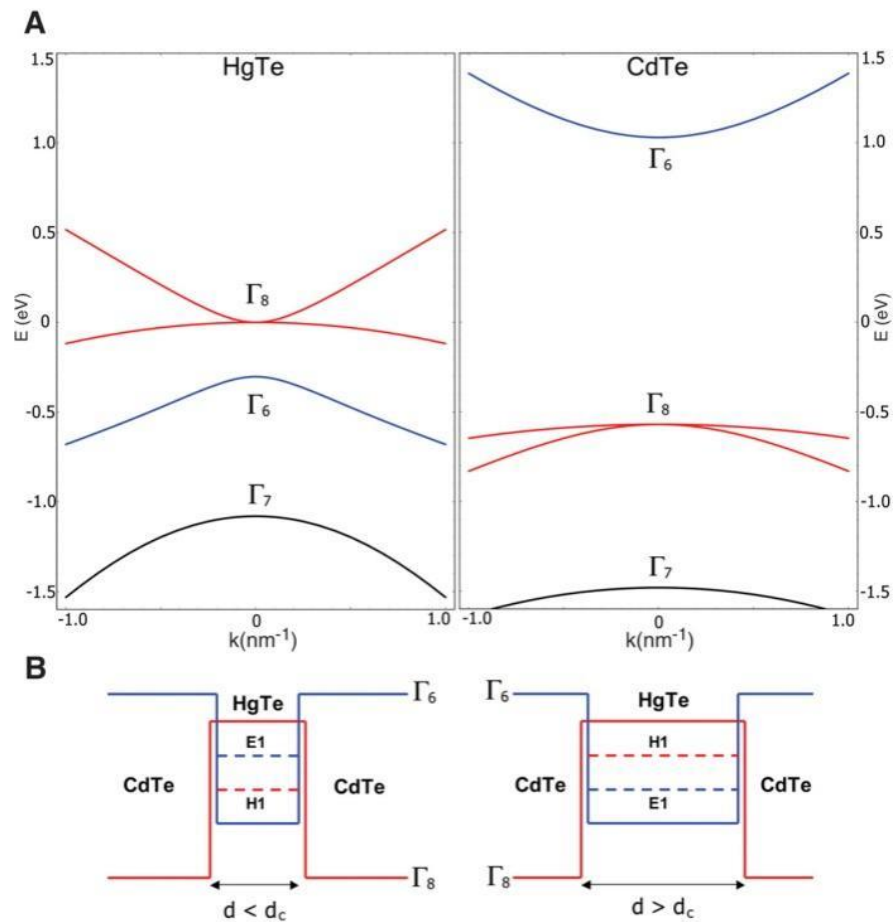 A
HgTe
CdTe
1.5
1.0
0.5
0
-0.5
-1.0
-1.5
E (eV)
Γ8
Γ6
Γ7
-1.0
0
1.0
k(nm⁻¹)
Γ6
Γ8
Γ7
1.5
1.0
0.5
0
-0.5
-1.0
-1.5
E (eV)
-1.0
0
1.0
k(nm⁻¹)
B
HgTe
Γ6
E1
CdTe
H1
CdTe
Γ8
d < dc
Γ6
HgTe
H1
CdTe
E1
CdTe
Γ8
d > dc